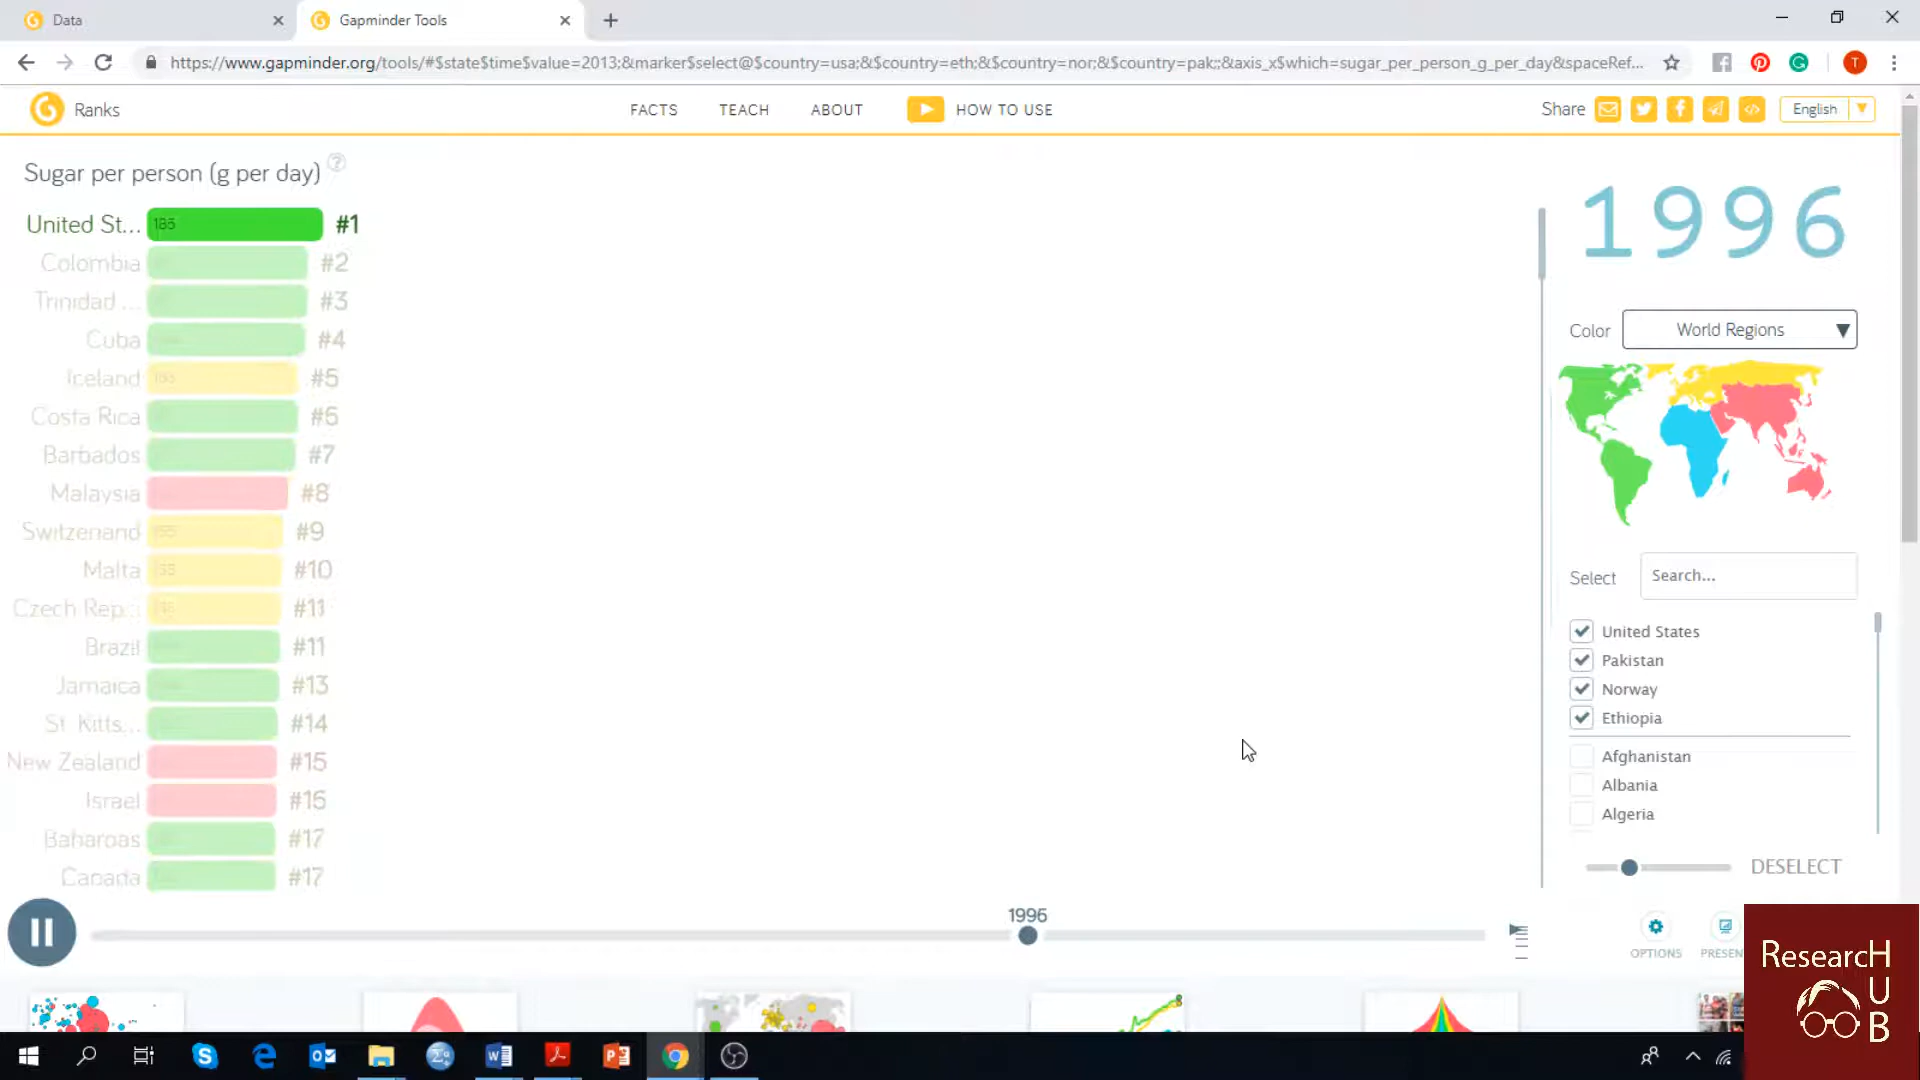 Data
Gapminder Tools
https://www.gapminder.org/tools/#$state$time$value=2013;&marker$select@$country=usa;&$country=eth;&$country=nor;&$country=pak;;&axis_x$which=sugar_per_person_g_per_day&spaceRef...
T
Ranks
FACTS
TEACH
ABOUT
HOW TO USE
Share
English
Sugar per person (g per day)
?
1996
United St... 185 #1
Colombia #2
Trinidad ... #3
Cuba #4
Iceland #5
Costa Rica #6
Barbados #7
Malaysia #8
Switzerland #9
Malta #10
Czech Rep... #11
Brazil #11
Jamaica #13
St. Kitts... #14
New Zealand #15
Israel #16
Bahamas #17
Canada #17
Color
World Regions
Select
Search...
United States
Pakistan
Norway
Ethiopia
Afghanistan
Albania
Algeria
DESELECT
1996
OPTIONS
PRESEN
ResearcH
U
B